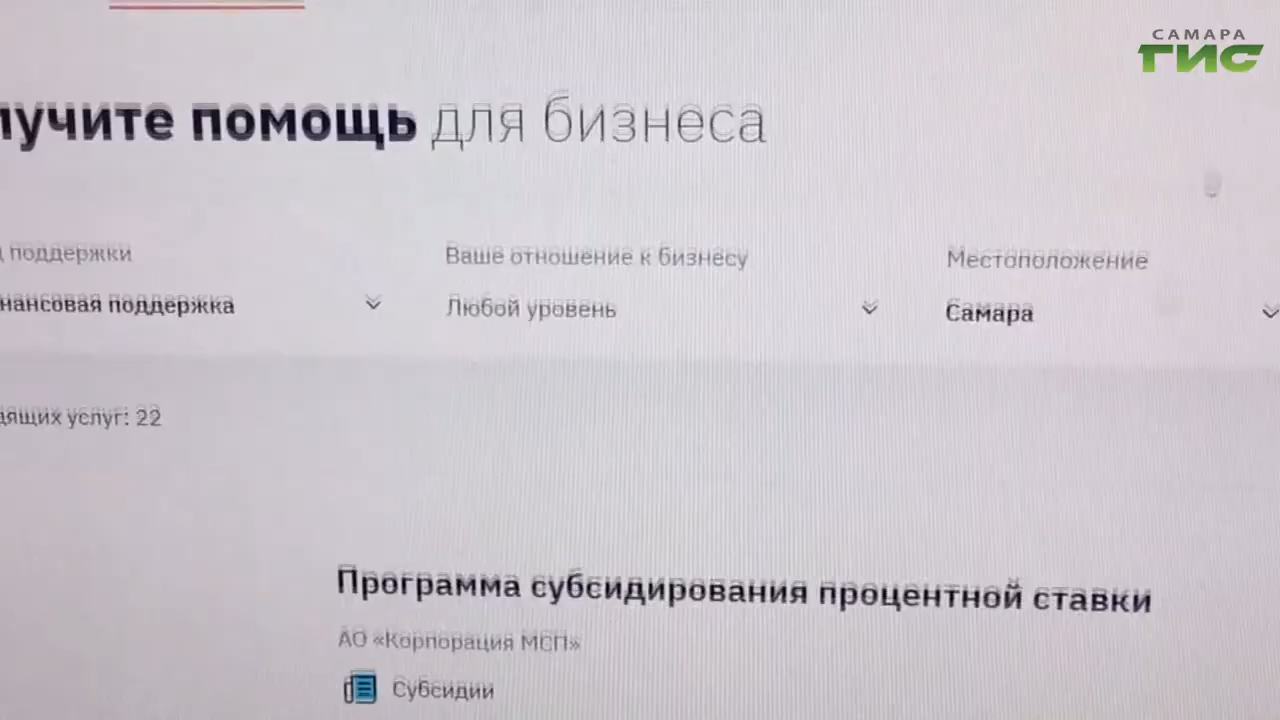 САМАРА
ГИС
лучите помощь для бизнеса
поддержки
Ваше отношение к бизнесу
Местоположение
нансовая поддержка
Любой уровень
Самара
дящих услуг: 22
Программа субсидирования процентной ставки
АО «Корпорация МСП»
Субсидии